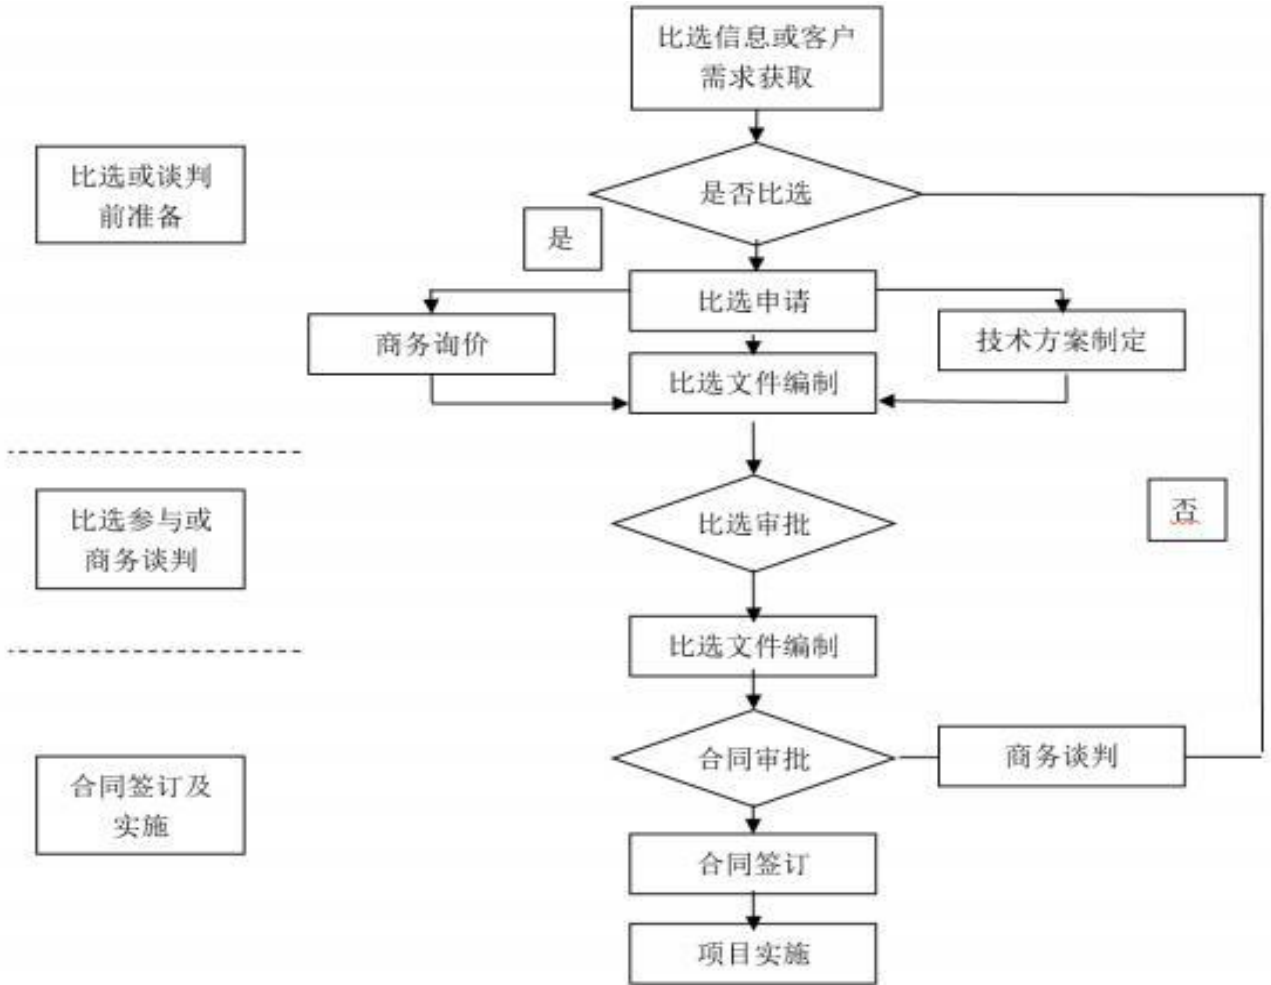 比选信息或客户
需求获取
比选或谈判
前准备
是否比选
是
比选申请
商务询价
技术方案制定
比选文件编制
比选参与或
商务谈判
比选审批
否
比选文件编制
合同签订及
实施
合同审批
商务谈判
合同签订
项目实施